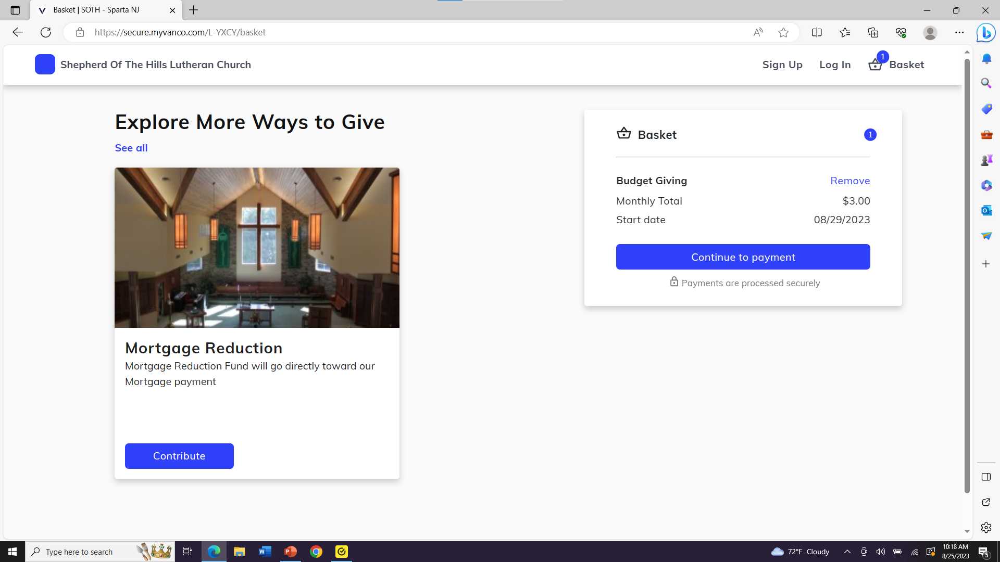 Basket | SOTH - Sparta NJ
https://secure.myvanco.com/L-YXCY/basket
Shepherd Of The Hills Lutheran Church
Sign Up
Log In
1
Basket
Explore More Ways to Give
See all
Mortgage Reduction
Mortgage Reduction Fund will go directly toward our
Mortgage payment
Contribute
Basket
1
Budget Giving
Remove
Monthly Total
$3.00
Start date
08/29/2023
Continue to payment
Payments are processed securely
Type here to search
72°F Cloudy
10:18 AM
8/25/2023
5